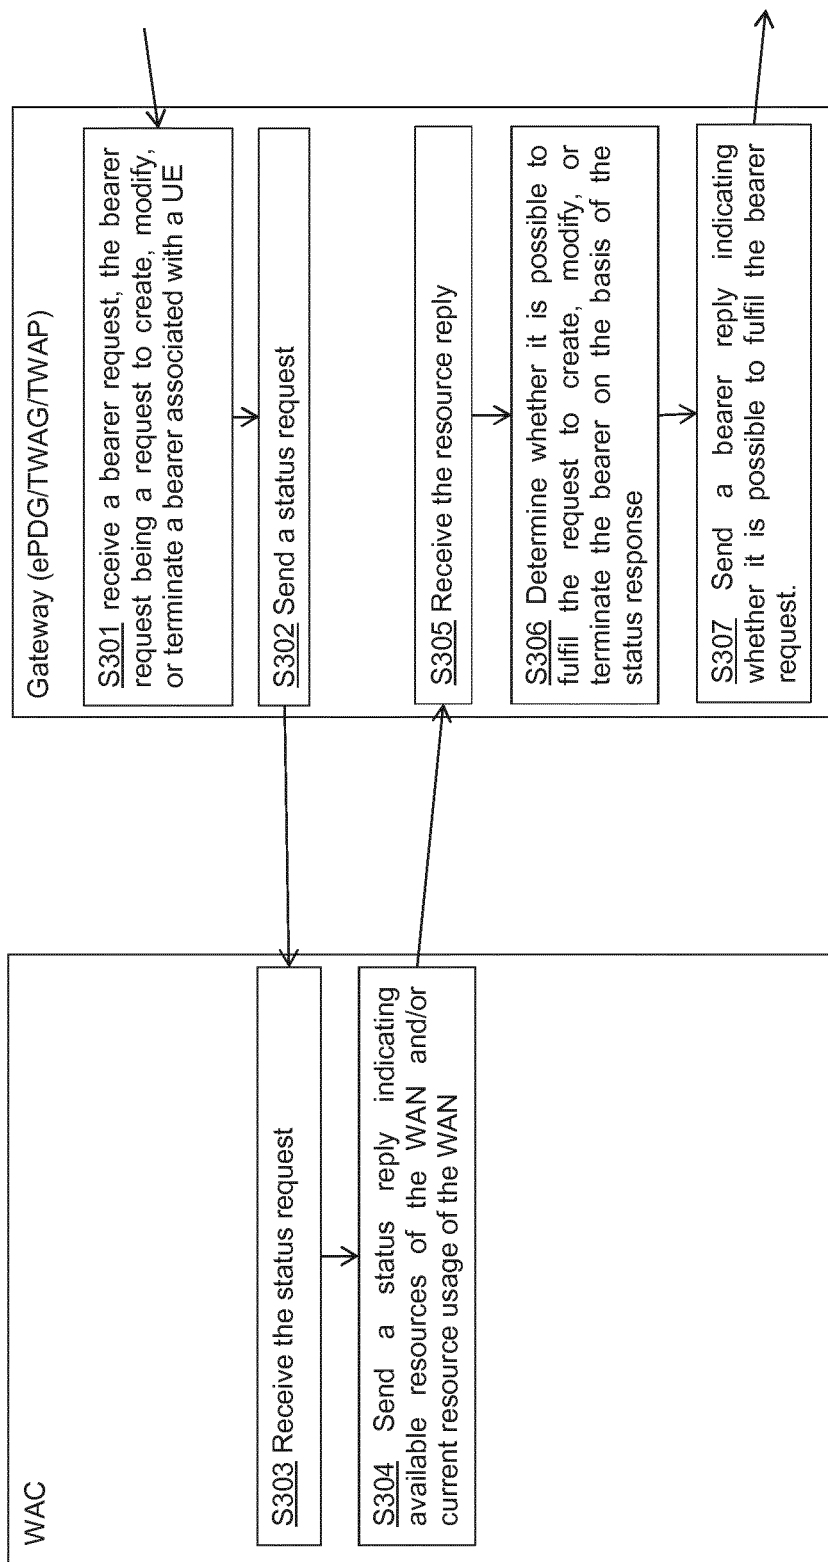 WAC
S303 Receive the status request
S304 Send a status reply indicating
available resources of the WAN and/or
current resource usage of the WAN
Gateway (ePDG/TWAG/TWAP)
S301 receive a bearer request, the bearer
request being a request to create, modify,
or terminate a bearer associated with a UE
S302 Send a status request
S305 Receive the resource reply
S306 Determine whether it is possible to
fulfil the request to create, modify, or
terminate the bearer on the basis of the
status response
S307 Send a bearer reply indicating
whether it is possible to fulfil the bearer
request.